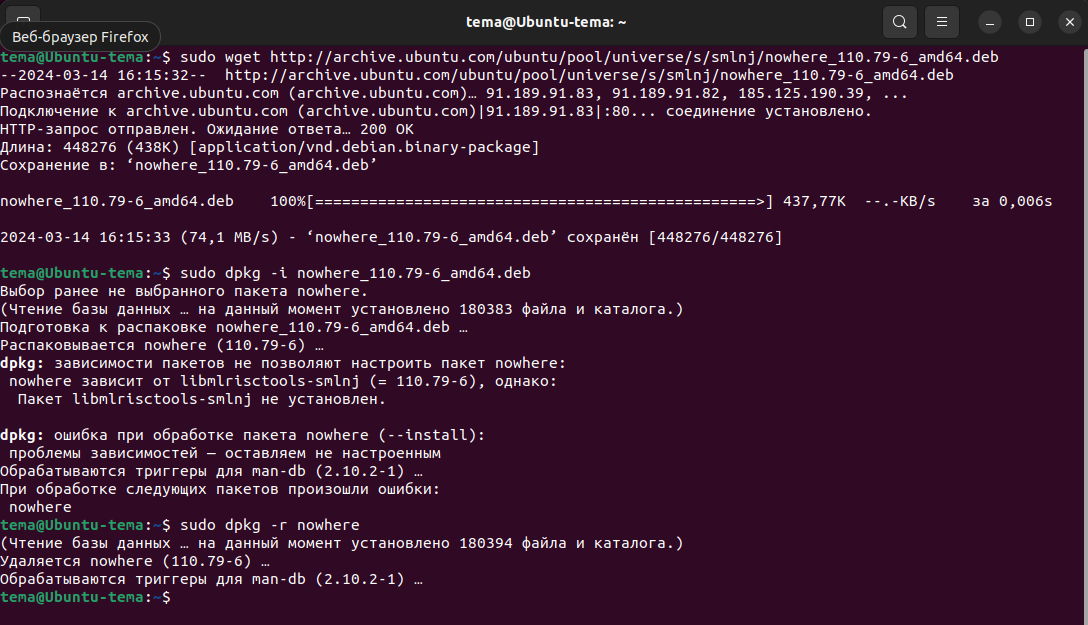 tema@Ubuntu-tema: ~
Веб-браузер Firefox
tema@Ubuntu-tema:~$ sudo wget http://archive.ubuntu.com/ubuntu/pool/universe/s/smlnj/nowhere_110.79-6_amd64.deb
--2024-03-14 16:15:32--  http://archive.ubuntu.com/ubuntu/pool/universe/s/smlnj/nowhere_110.79-6_amd64.deb
Распознаётся archive.ubuntu.com (archive.ubuntu.com)… 91.189.91.83, 91.189.91.82, 185.125.190.39, ...
Подключение к archive.ubuntu.com (archive.ubuntu.com)|91.189.91.83|:80... соединение установлено.
HTTP-запрос отправлен. Ожидание ответа… 200 OK
Длина: 448276 (438K) [application/vnd.debian.binary-package]
Сохранение в: ‘nowhere_110.79-6_amd64.deb’
nowhere_110.79-6_amd64.deb    100%[=================================================>] 437,77K  --.-KB/s    за 0,006s
2024-03-14 16:15:33 (74,1 MB/s) - ‘nowhere_110.79-6_amd64.deb’ сохранён [448276/448276]
tema@Ubuntu-tema:~$ sudo dpkg -i nowhere_110.79-6_amd64.deb
Выбор ранее не выбранного пакета nowhere.
(Чтение базы данных … на данный момент установлено 180383 файла и каталога.)
Подготовка к распаковке nowhere_110.79-6_amd64.deb …
Распаковывается nowhere (110.79-6) …
dpkg: зависимости пакетов не позволяют настроить пакет nowhere:
 nowhere зависит от libmlrisctools-smlnj (= 110.79-6), однако:
  Пакет libmlrisctools-smlnj не установлен.
dpkg: ошибка при обработке пакета nowhere (--install):
 проблемы зависимостей — оставляем не настроенным
Обрабатываются триггеры для man-db (2.10.2-1) …
При обработке следующих пакетов произошли ошибки:
 nowhere
tema@Ubuntu-tema:~$ sudo dpkg -r nowhere
(Чтение базы данных … на данный момент установлено 180394 файла и каталога.)
Удаляется nowhere (110.79-6) …
Обрабатываются триггеры для man-db (2.10.2-1) …
tema@Ubuntu-tema:~$